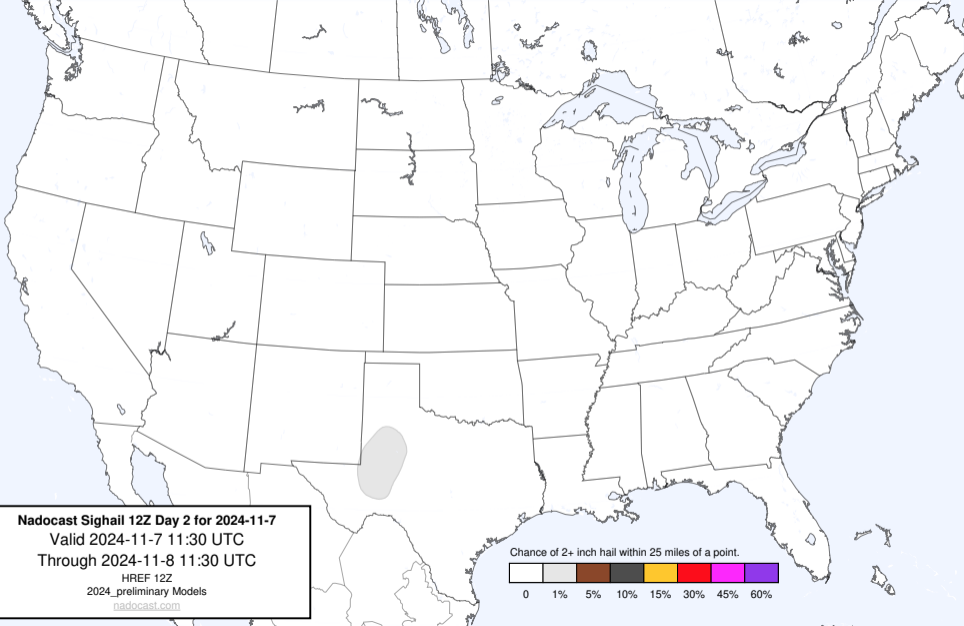 Nadocast Sighail 12Z Day 2 for 2024-11-7
Valid 2024-11-7 11:30 UTC
Through 2024-11-8 11:30 UTC
HREF 12Z
2024_preliminary Models
nadocast.com
Chance of 2+ inch hail within 25 miles of a point.
0 1% 5% 10% 15% 30% 45% 60%